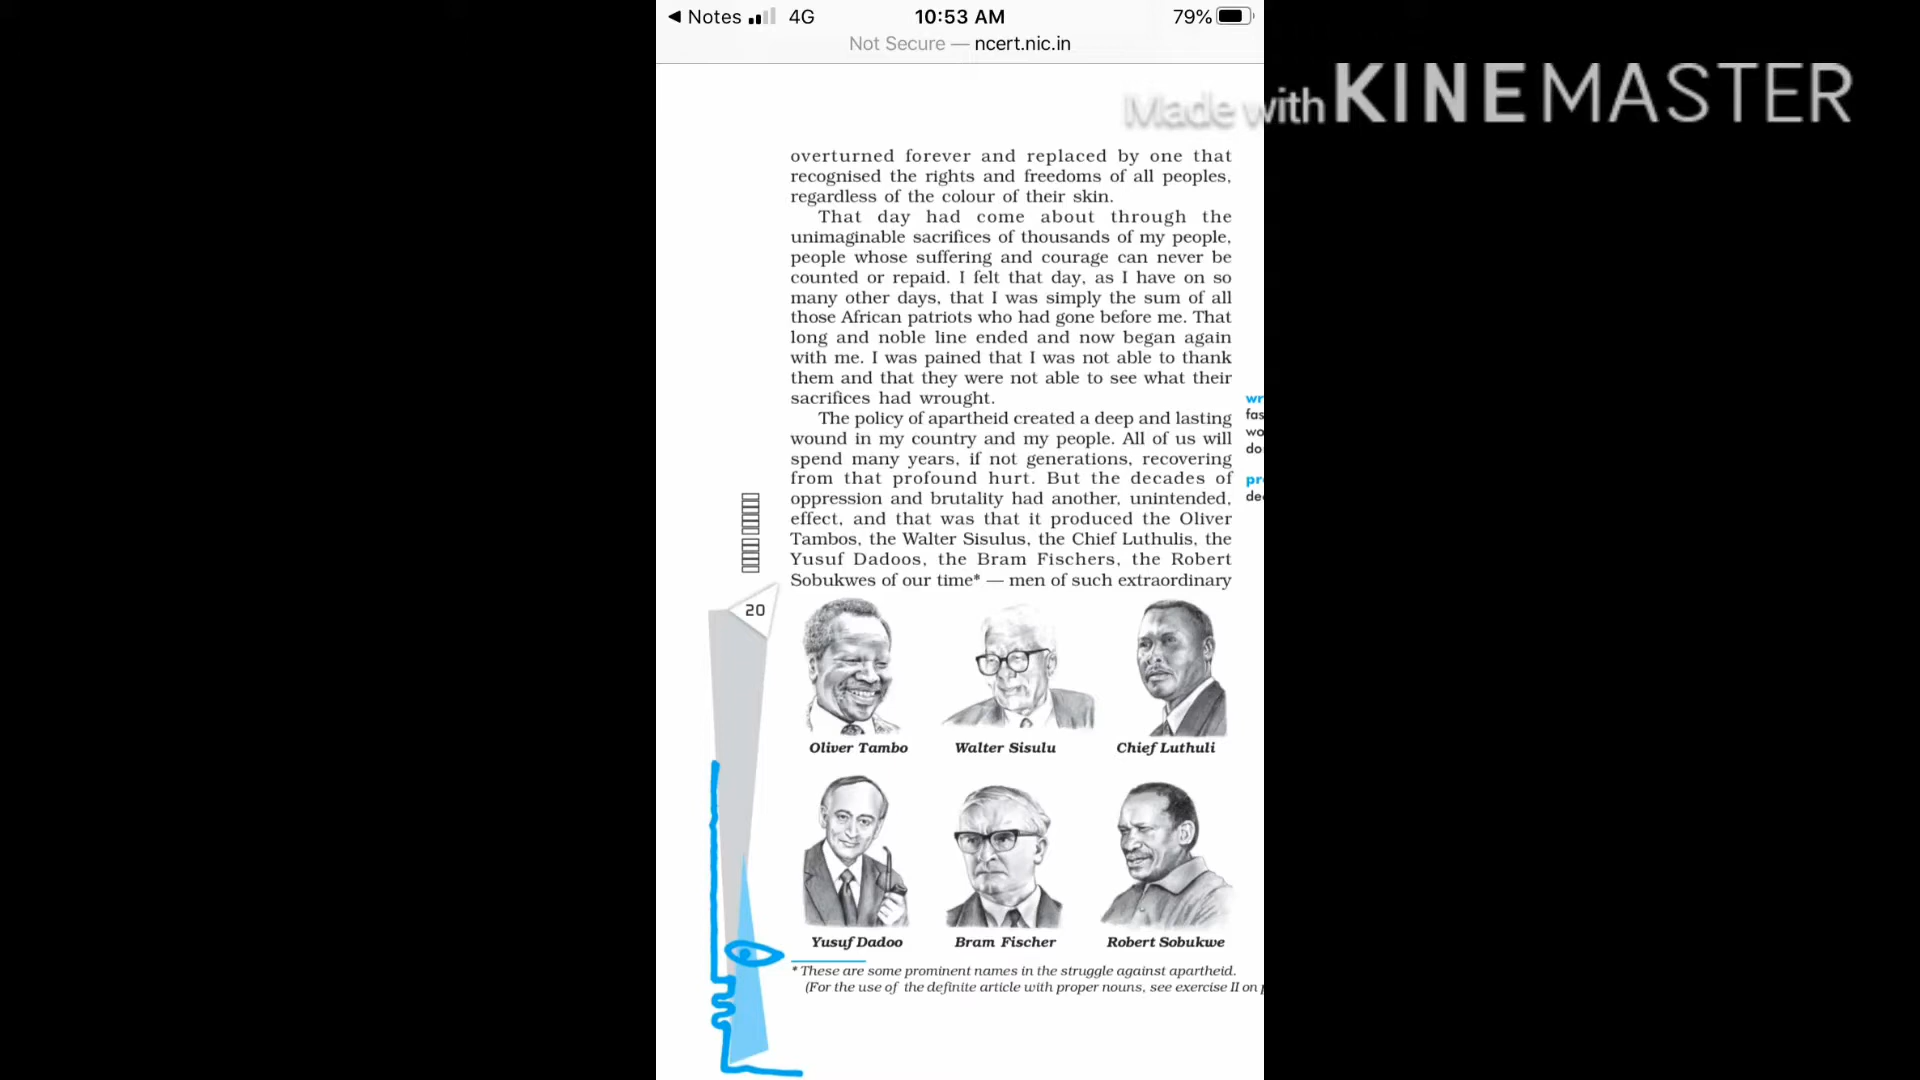 Notes 4G 10:53 AM 79%
Not Secure — ncert.nic.in
Made with KINEMASTER
overturned forever and replaced by one that
recognised the rights and freedoms of all peoples,
regardless of the colour of their skin.
That day had come about through the
unimaginable sacrifices of thousands of my people,
people whose suffering and courage can never be
counted or repaid. I felt that day, as I have on so
many other days, that I was simply the sum of all
those African patriots who had gone before me. That
long and noble line ended and now began again
with me. I was pained that I was not able to thank
them and that they were not able to see what their
sacrifices had wrought.
The policy of apartheid created a deep and lasting
wound in my country and my people. All of us will
spend many years, if not generations, recovering
from that profound hurt. But the decades of
oppression and brutality had another, unintended,
effect, and that was that it produced the Oliver
Tambos, the Walter Sisulus, the Chief Luthulis, the
Yusuf Dadoos, the Bram Fischers, the Robert
Sobukwes of our time* — men of such extraordinary
wr
fas
wo
do
pr
de
20
Oliver Tambo Walter Sisulu Chief Luthuli
Yusuf Dadoo Bram Fischer Robert Sobukwe
* These are some prominent names in the struggle against apartheid.
(For the use of the definite article with proper nouns, see exercise II on